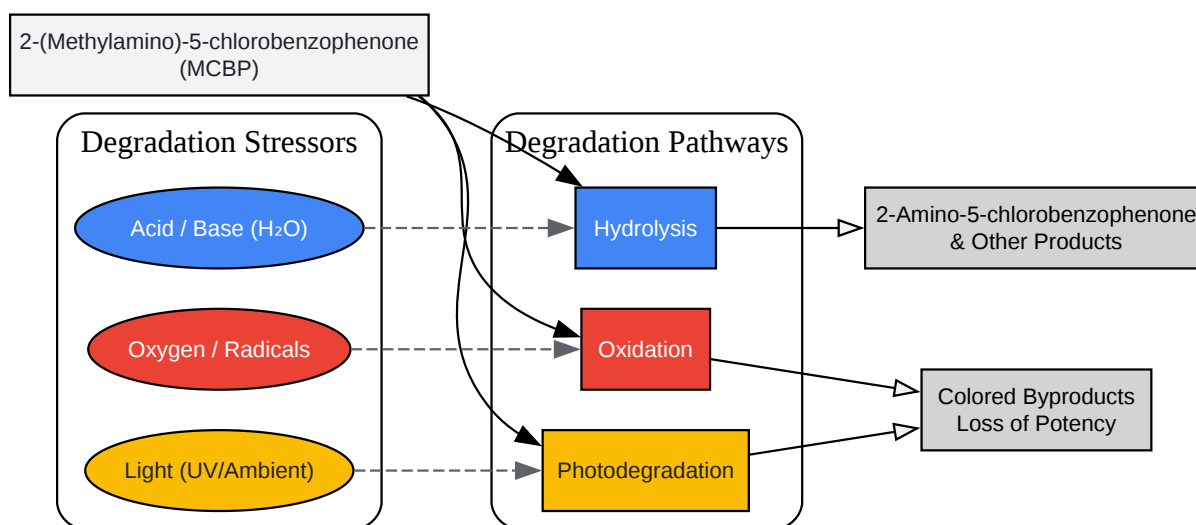 2-(Methylamino)-5-chlorobenzophenone
(MCBP)
Degradation Stressors
Degradation Pathways
Acid / Base (H₂O)
Hydrolysis
2-Amino-5-chlorobenzophenone
& Other Products
Oxygen / Radicals
Oxidation
Colored Byproducts
Loss of Potency
Light (UV/Ambient)
Photodegradation